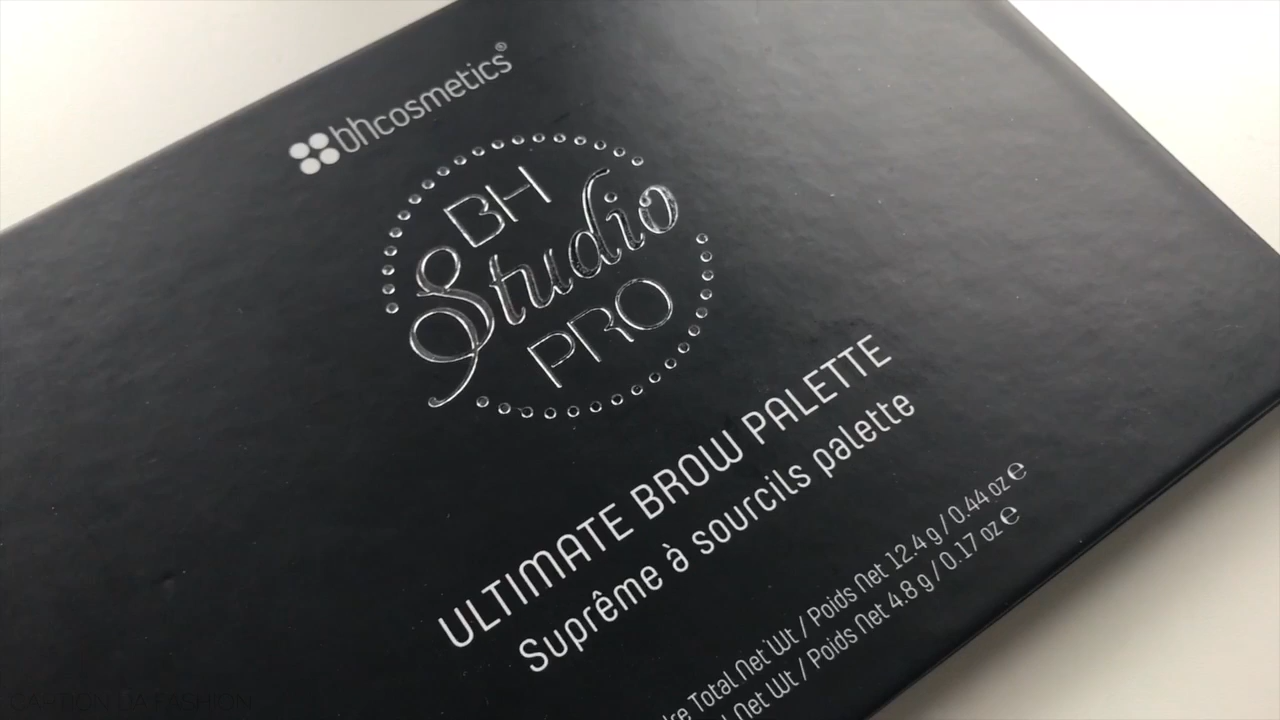 bhcosmetics®
BH
Studio
PRO
ULTIMATE BROW PALETTE
Suprême à sourcils palette
Total Net Wt / Poids Net 12.4 g / 0.44 oz ℮
Net Wt / Poids Net 4.8 g / 0.17 oz ℮